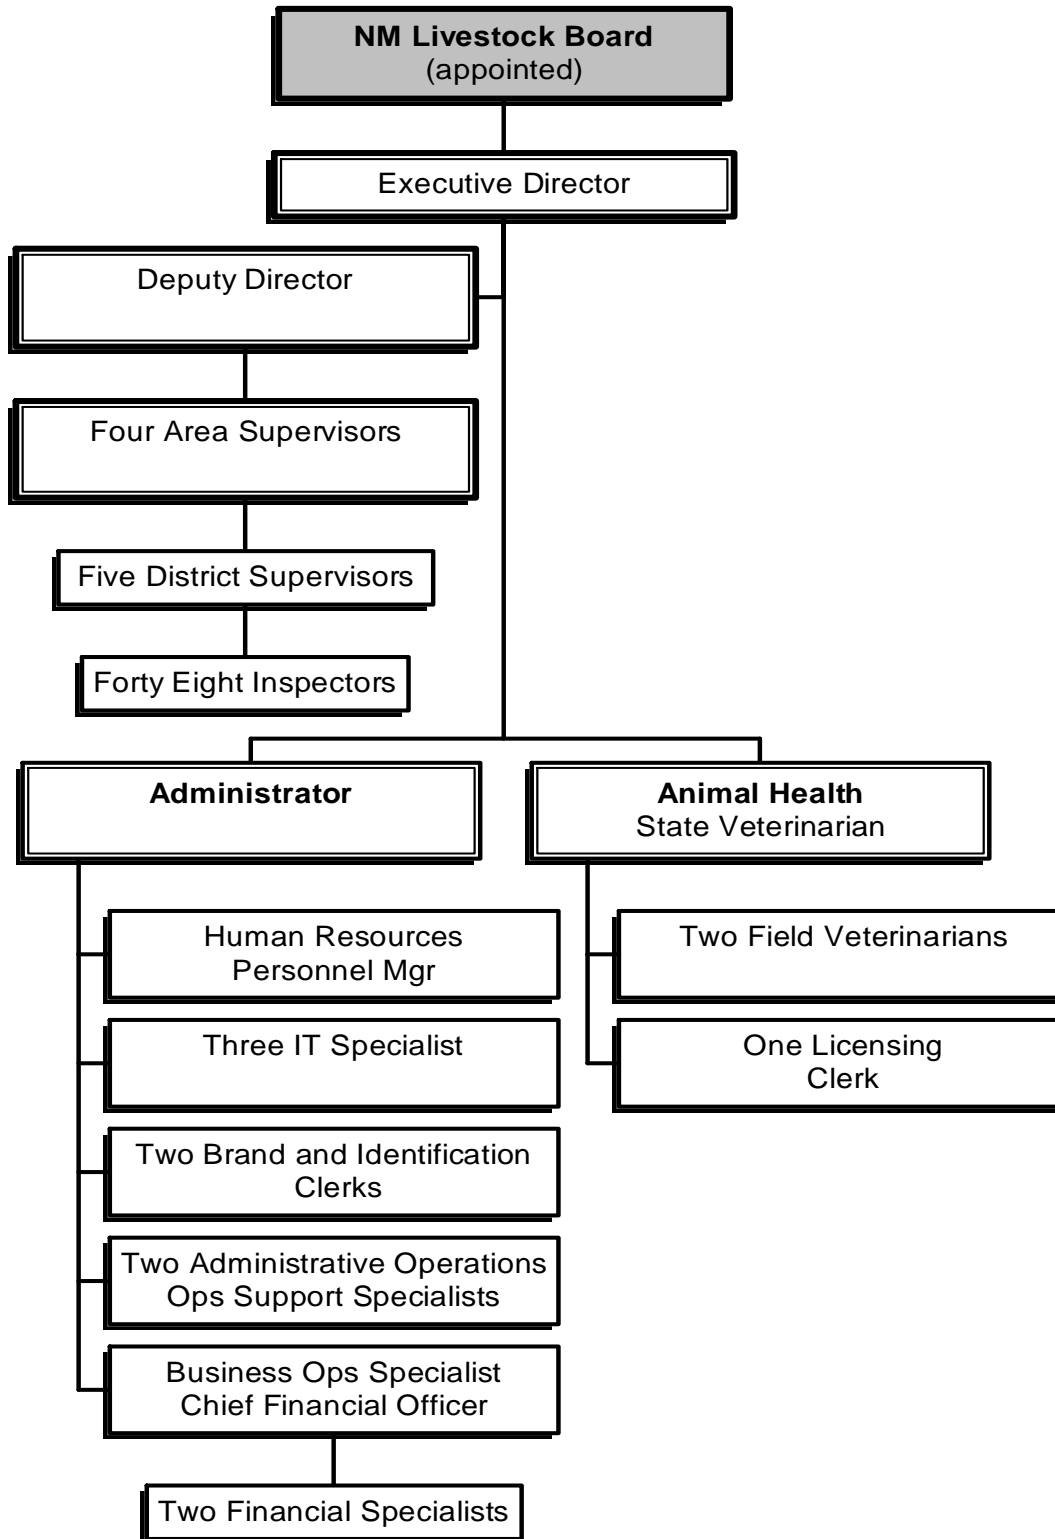 NM Livestock Board
(appointed)
Executive Director
Deputy Director
Four Area Supervisors
Five District Supervisors
Forty Eight Inspectors
Administrator
Animal Health
State Veterinarian
Human Resources
Personnel Mgr
Two Field Veterinarians
Three IT Specialist
One Licensing
Clerk
Two Brand and Identification
Clerks
Two Administrative Operations
Ops Support Specialists
Business Ops Specialist
Chief Financial Officer
Two Financial Specialists